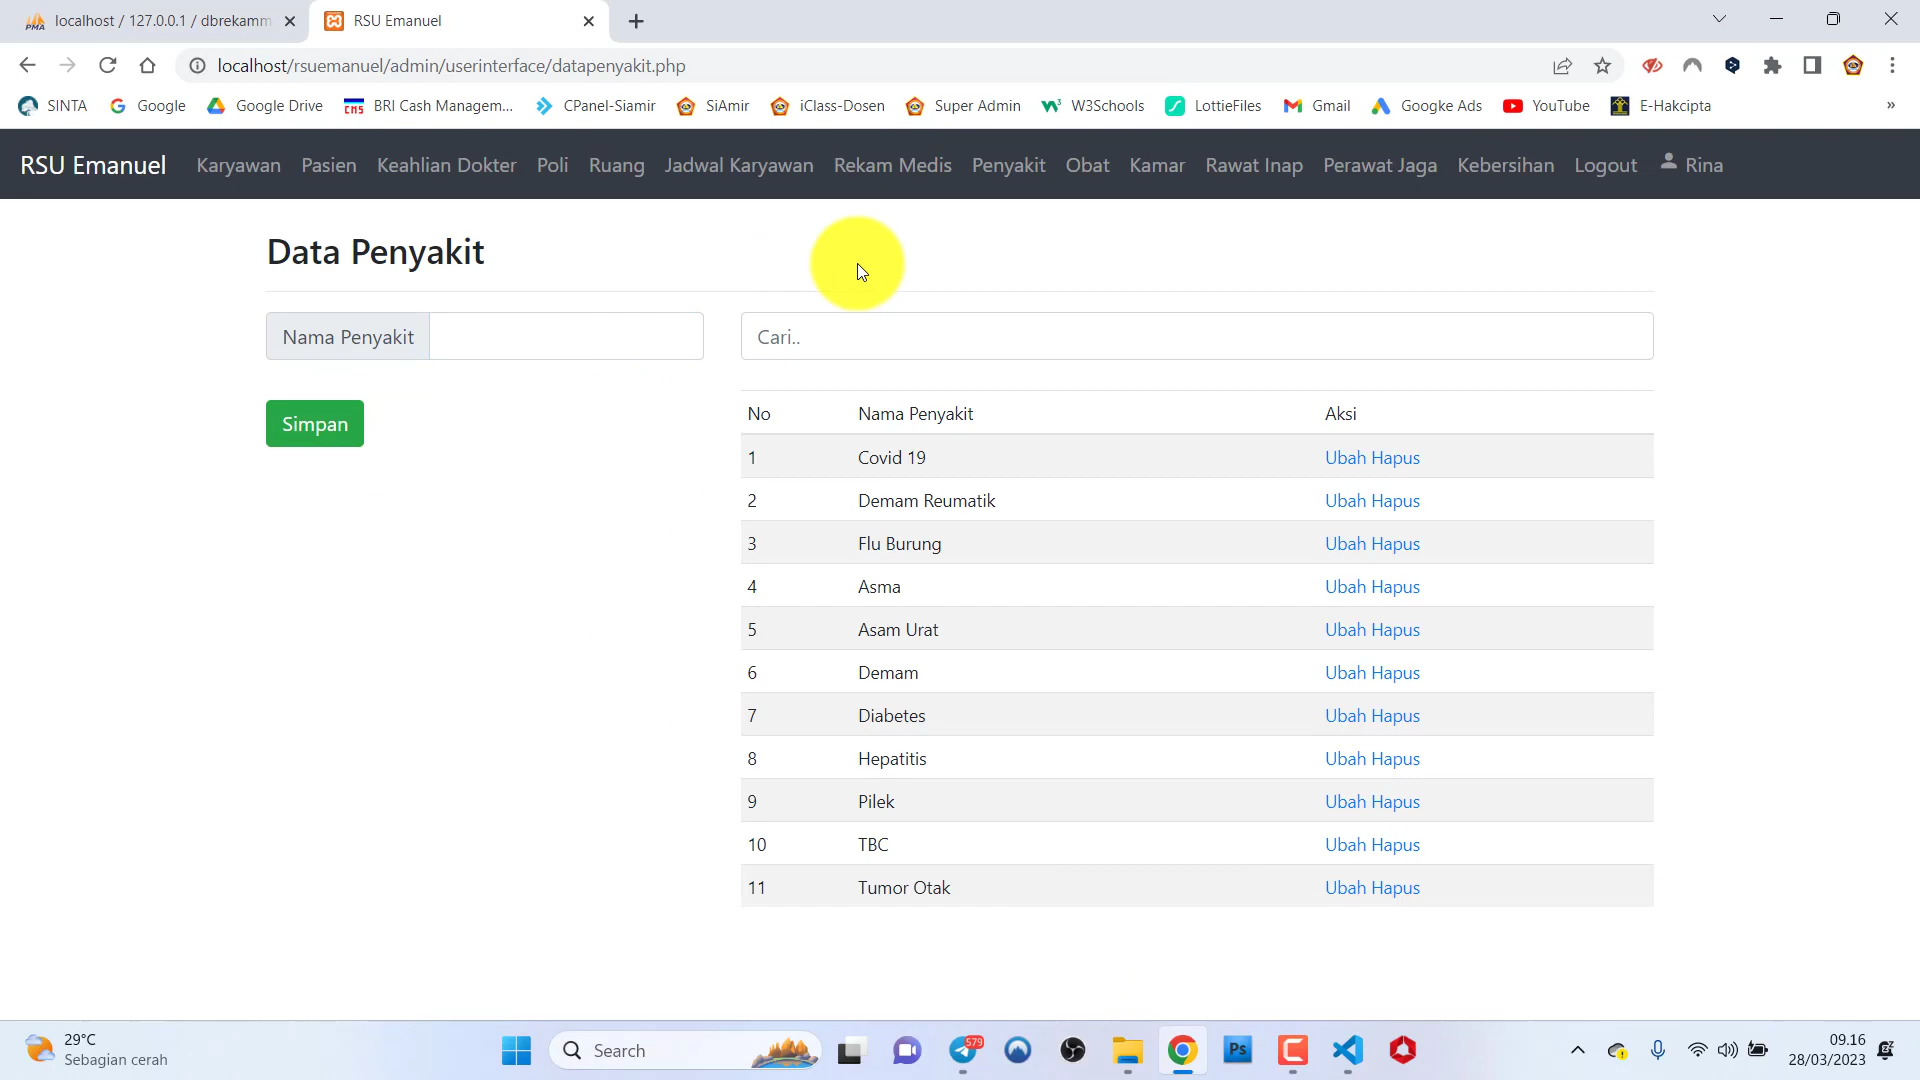 localhost / 127.0.0.1 / dbrekamm
RSU Emanuel
localhost/rsuemanuel/admin/userinterface/datapenyakit.php
SINTA Google Google Drive BRI Cash Managem... CPanel-Siamir SiAmir iClass-Dosen Super Admin W3Schools LottieFiles Gmail Googke Ads YouTube E-Hakcipta »
RSU Emanuel Karyawan Pasien Keahlian Dokter Poli Ruang Jadwal Karyawan Rekam Medis Penyakit Obat Kamar Rawat Inap Perawat Jaga Kebersihan Logout Rina
Data Penyakit
Nama Penyakit
Cari..
Simpan
No Nama Penyakit Aksi
1 Covid 19 Ubah Hapus
2 Demam Reumatik Ubah Hapus
3 Flu Burung Ubah Hapus
4 Asma Ubah Hapus
5 Asam Urat Ubah Hapus
6 Demam Ubah Hapus
7 Diabetes Ubah Hapus
8 Hepatitis Ubah Hapus
9 Pilek Ubah Hapus
10 TBC Ubah Hapus
11 Tumor Otak Ubah Hapus
29°C
Sebagian cerah
Search
579
Ps
09.16
28/03/2023